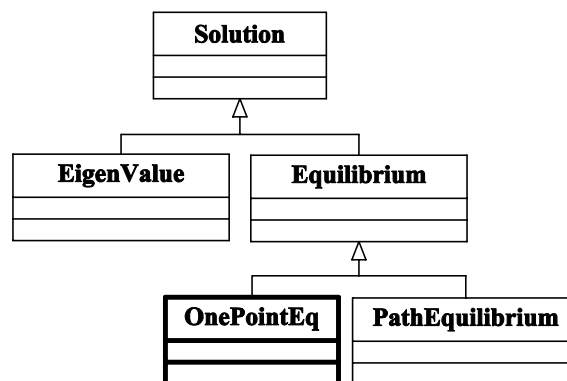 Solution
EigenValue
Equilibrium
OnePointEq
PathEquilibrium